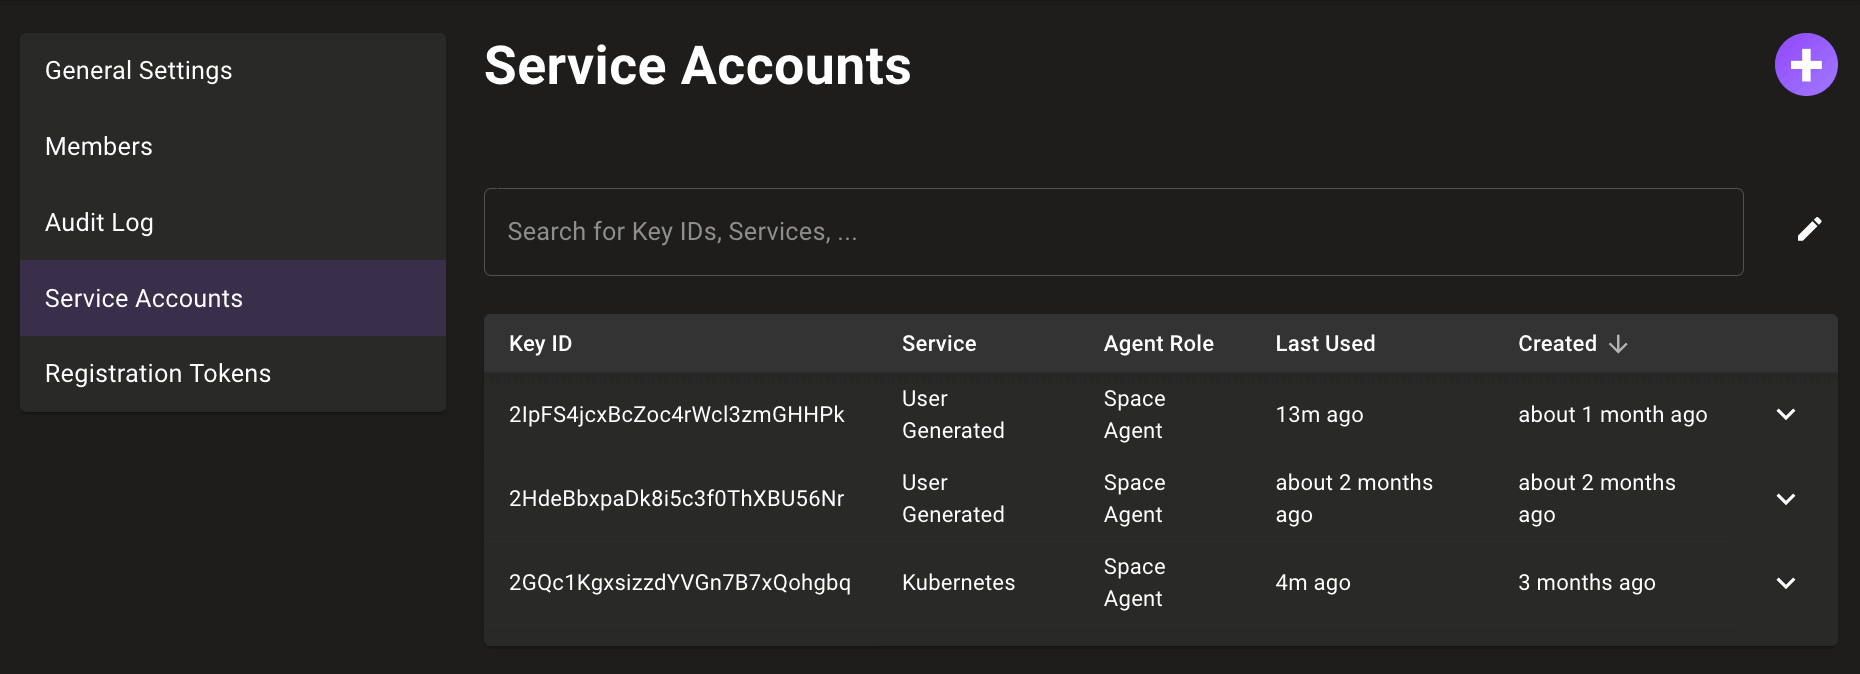 General Settings
Members
Audit Log
Service Accounts
Registration Tokens
Service Accounts
Search for Key IDs, Services, ...
Key ID Service Agent Role Last Used Created
2IpFS4jcxBcZoc4rWcl3zmGHHPk User Generated Space Agent 13m ago about 1 month ago
2HdeBbxpaDk8i5c3f0ThXBU56Nr User Generated Space Agent about 2 months ago about 2 months ago
2GQc1KgxsizzdYVGn7B7xQohgbq Kubernetes Space Agent 4m ago 3 months ago